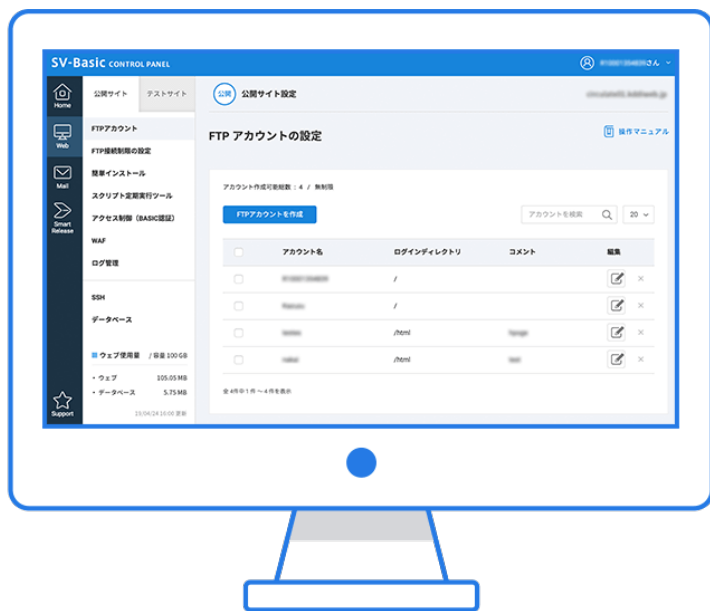 SV-Basic CONTROL PANEL
さん
Home
Web
Mail
Smart
Release
Support
公開サイト
テストサイト
FTPアカウント
FTP接続制限の設定
簡単インストール
スクリプト定期実行ツール
アクセス制御（BASIC認証）
WAF
ログ管理
SSH
データベース
ウェブ使用量 / 容量 100 GB
・ ウェブ 105.05 MB
・ データベース 5.75 MB
19/04/24 10:00 更新
公開 公開サイト設定
FTP アカウントの設定
操作マニュアル
アカウント作成可能総数 : 4 / 無制限
FTPアカウントを作成
アカウントを検索
20
アカウント名 ログインディレクトリ コメント 編集
/
/
/html
/html
全 4件中 1 件 ～ 4 件を表示